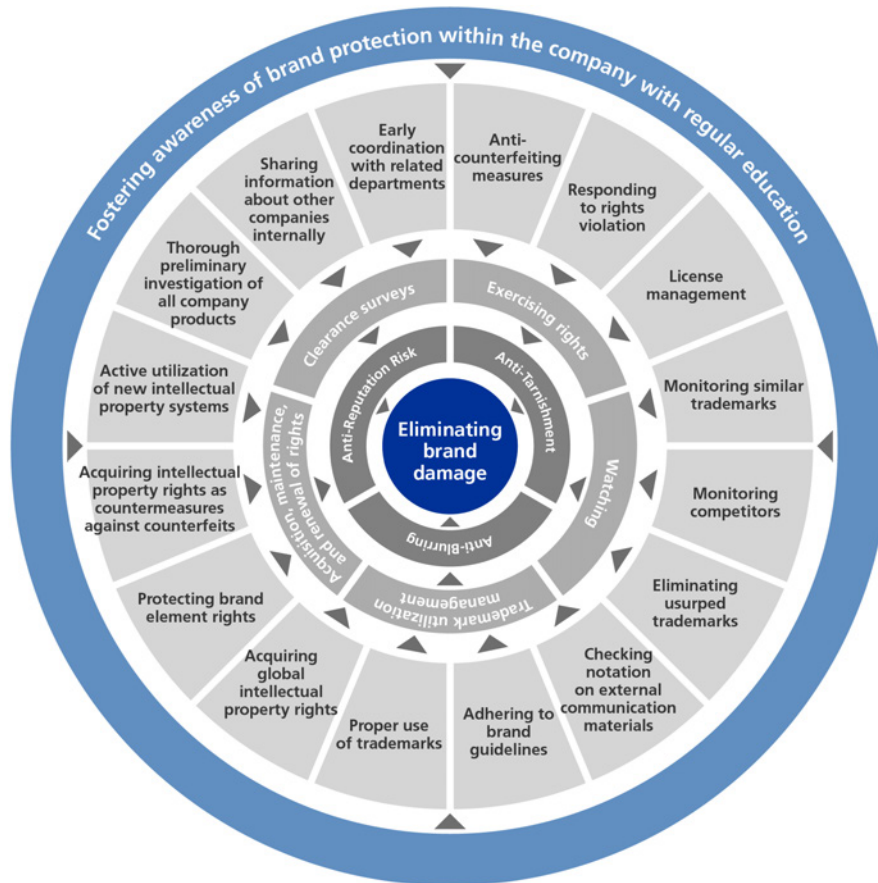 Fostering awareness of brand protection within the company with regular education
Early
coordination
with related
departments
Anti-
counterfeiting
measures
Responding
to rights
violation
License
management
Monitoring similar
trademarks
Monitoring
competitors
Eliminating
usurped
trademarks
Checking
notation
on external
communication
materials
Adhering to
brand
guidelines
Proper use
of trademarks
Acquiring
global
intellectual
property rights
Protecting brand
element rights
Acquiring intellectual
property rights as
countermeasures
against counterfeits
Active utilization
of new intellectual
property systems
Thorough
preliminary
investigation of
all company
products
Sharing
information
about other
companies
internally
Clearance surveys
Exercising rights
Watching
Trademark utilization
management
Acquisition, maintenance,
and renewal of rights
Anti-Reputation Risk
Anti-Tarnishment
Anti-Blurring
Eliminating
brand
damage